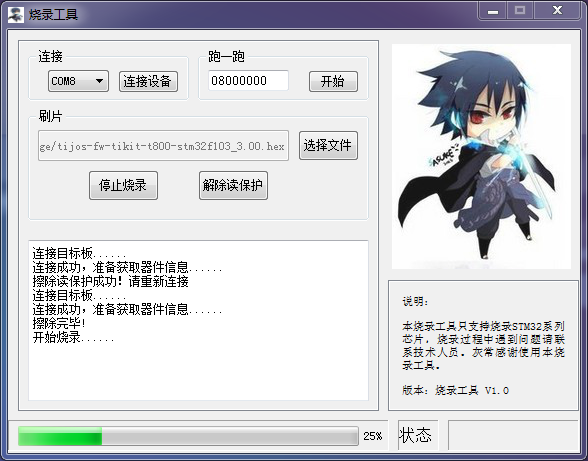 烧录工具
连接
COM8
连接设备
跑一跑
08000000
开始
刷片
ge/tijos-fw-tikit-t800-stm32f103_3.00.hex
选择文件
停止烧录
解除读保护
连接目标板......
连接成功，准备获取器件信息......
擦除读保护成功！请重新连接
连接目标板......
连接成功，准备获取器件信息......
擦除完毕！
开始烧录......
SASUKE
说明：
本烧录工具只支持烧录STM32系列
芯片，烧录过程中遇到问题请联
系技术人员。灰常感谢使用本烧
录工具。
版本：烧录工具 V1.0
25%
状态